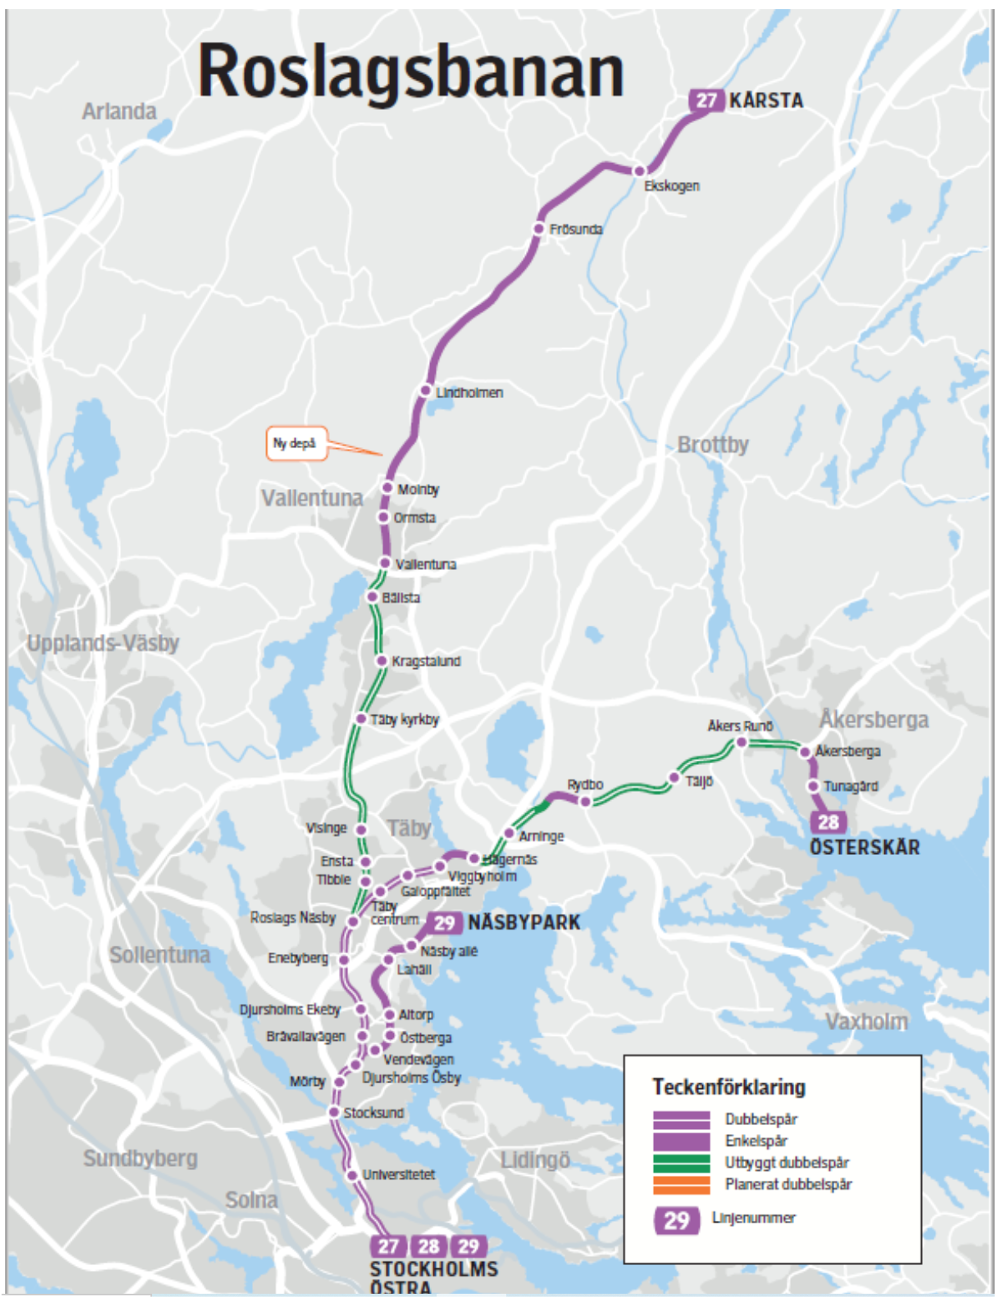 Roslagsbanan
Arlanda
27 KÅRSTA
Ekskogen
Frösunda
Lindholmen
Ny depå
Brottby
Molnby
Vallentuna
Ormsta
Vallentuna
Bällsta
Upplands-Väsby
Kragstalund
Täby kyrkby
Åkers Runö
Åkersberga
Åkersberga
Rydbo
Täljö
Tunagård
28
ÖSTERSKÄR
Visinge
Täby
Arninge
Ensta
Hägernäs
Tibble
Viggbyholm
Galoppfältet
Täby
centrum
Roslags Näsby
29 NÄSBYPARK
Sollentuna
Enebyberg
Näsby allé
Lahäll
Djursholms Ekeby
Altorp
Vaxholm
Bråvallavägen
Östberga
Vendevägen
Djursholms Ösby
Mörby
Stocksund
Sundbyberg
Lidingö
Universitetet
Solna
27 28 29
STOCKHOLMS
ÖSTRA
Teckenförklaring
Dubbelspår
Enkelspår
Utbyggt dubbelspår
Planerat dubbelspår
29 Linjenummer